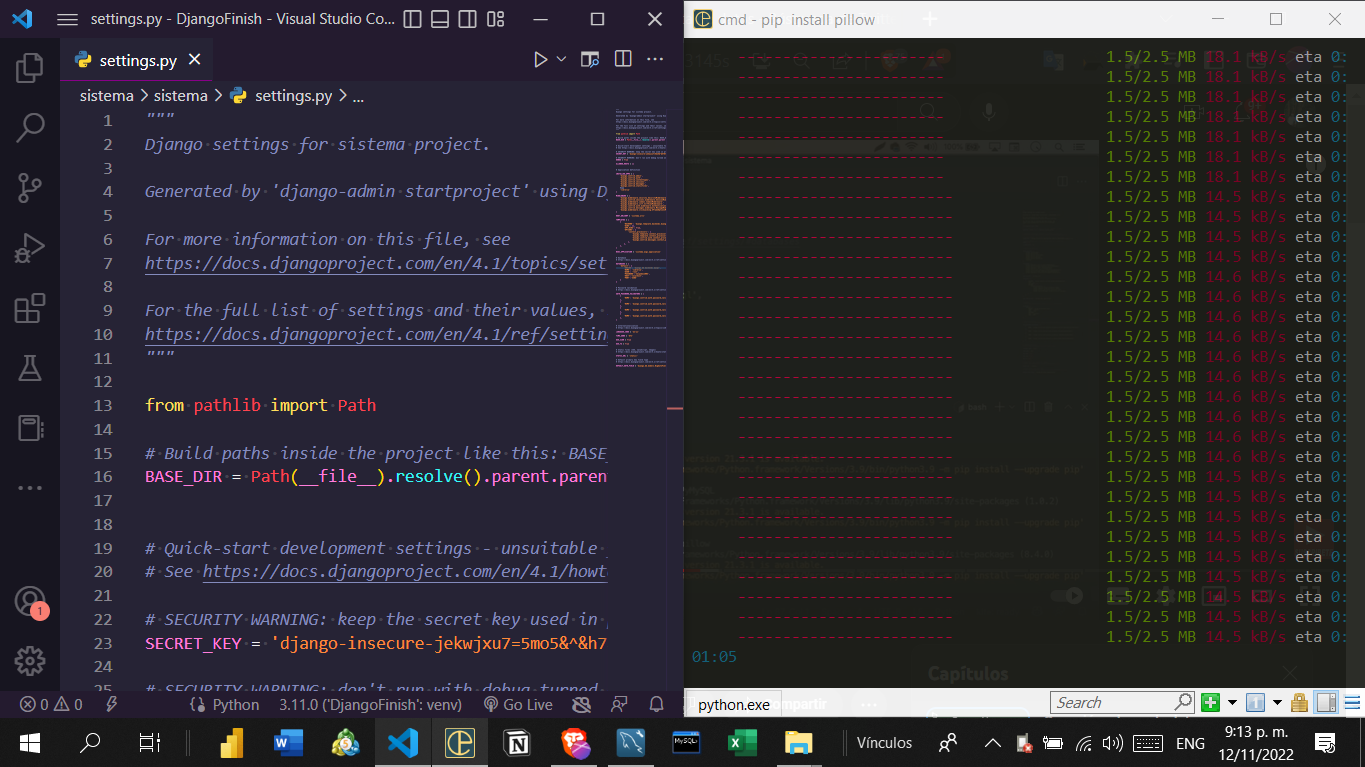 settings.py - DjangoFinish - Visual Studio Co...
settings.py
sistema > sistema > settings.py > ...
1 """
2 Django settings for sistema project.
3
4 Generated by 'django-admin startproject' using D
5
6 For more information on this file, see
7 https://docs.djangoproject.com/en/4.1/topics/set
8
9 For the full list of settings and their values,
10 https://docs.djangoproject.com/en/4.1/ref/settin
11 """
12
13 from pathlib import Path
14
15 # Build paths inside the project like this: BASE_
16 BASE_DIR = Path(__file__).resolve().parent.paren
17
18
19 # Quick-start development settings - unsuitable
20 # See https://docs.djangoproject.com/en/4.1/howt
21
22 # SECURITY WARNING: keep the secret key used in
23 SECRET_KEY = 'django-insecure-jekwjxu7=5mo5&^&h7
24
25 # SECURITY WARNING: don't run with debug turned
1
0 0 Python 3.11.0 ('DjangoFinish': venv) Go Live
cmd - pip install pillow
1.5/2.5 MB 18.1 kB/s eta 0:
1.5/2.5 MB 18.1 kB/s eta 0:
1.5/2.5 MB 18.1 kB/s eta 0:
1.5/2.5 MB 18.1 kB/s eta 0:
1.5/2.5 MB 18.1 kB/s eta 0:
1.5/2.5 MB 18.1 kB/s eta 0:
1.5/2.5 MB 18.1 kB/s eta 0:
1.5/2.5 MB 14.5 kB/s eta 0:
1.5/2.5 MB 14.5 kB/s eta 0:
1.5/2.5 MB 14.5 kB/s eta 0:
1.5/2.5 MB 14.5 kB/s eta 0:
1.5/2.5 MB 14.6 kB/s eta 0:
1.5/2.5 MB 14.6 kB/s eta 0:
1.5/2.5 MB 14.6 kB/s eta 0:
1.5/2.5 MB 14.6 kB/s eta 0:
1.5/2.5 MB 14.6 kB/s eta 0:
1.5/2.5 MB 14.6 kB/s eta 0:
1.5/2.5 MB 14.6 kB/s eta 0:
1.5/2.5 MB 14.6 kB/s eta 0:
1.5/2.5 MB 14.6 kB/s eta 0:
1.5/2.5 MB 14.6 kB/s eta 0:
1.5/2.5 MB 14.5 kB/s eta 0:
1.5/2.5 MB 14.5 kB/s eta 0:
1.5/2.5 MB 14.5 kB/s eta 0:
1.5/2.5 MB 14.5 kB/s eta 0:
1.5/2.5 MB 14.5 kB/s eta 0:
1.5/2.5 MB 14.5 kB/s eta 0:
1.5/2.5 MB 14.5 kB/s eta 0:
1.5/2.5 MB 14.5 kB/s eta 0:
1.5/2.5 MB 14.5 kB/s eta 0:
01:05
Capítulos
python.exe
Search
Vínculos
ENG
9:13 p. m.
12/11/2022